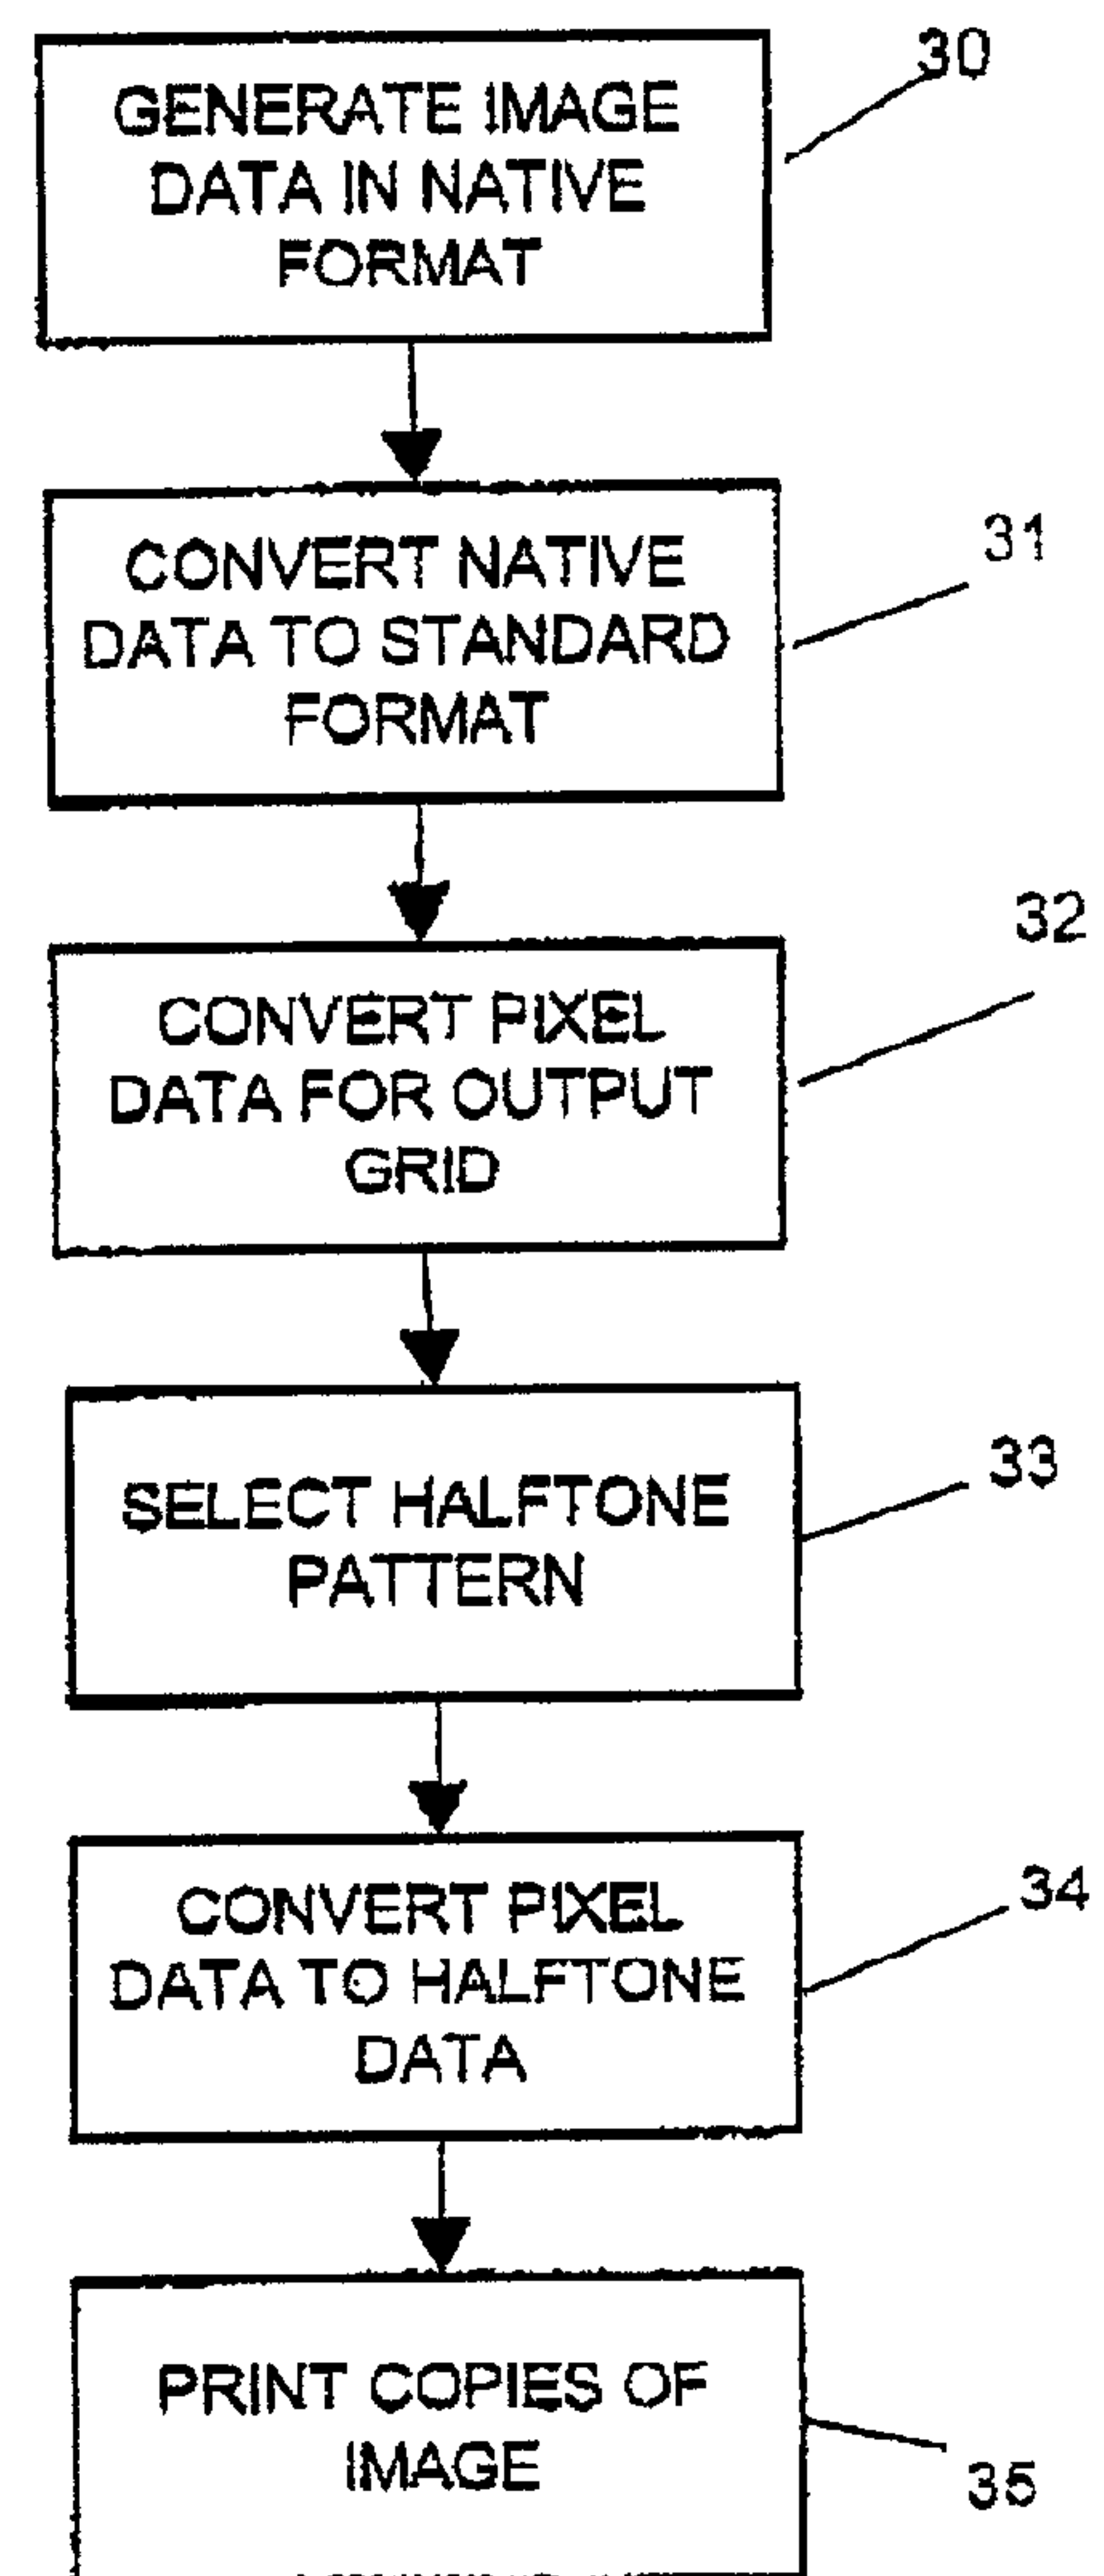 GENERATE IMAGE
DATA IN NATIVE
FORMAT
30
CONVERT NATIVE
DATA TO STANDARD
FORMAT
31
CONVERT PIXEL
DATA FOR OUTPUT
GRID
32
SELECT HALFTONE
PATTERN
33
CONVERT PIXEL
DATA TO HALFTONE
DATA
34
PRINT COPIES OF
IMAGE
35